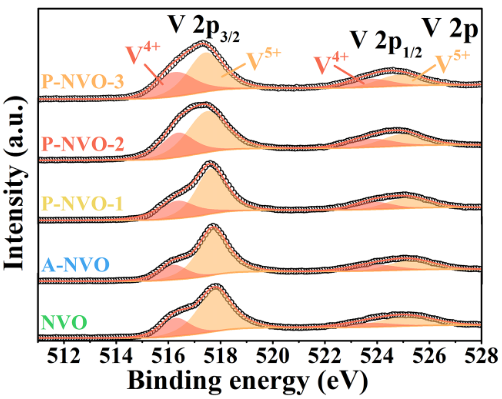 V 2p3/2
V 2p
V4+
V5+
V 2p1/2
V4+
V5+
P-NVO-3
P-NVO-2
P-NVO-1
A-NVO
NVO
Intensity (a.u.)
512 514 516 518 520 522 524 526 528
Binding energy (eV)